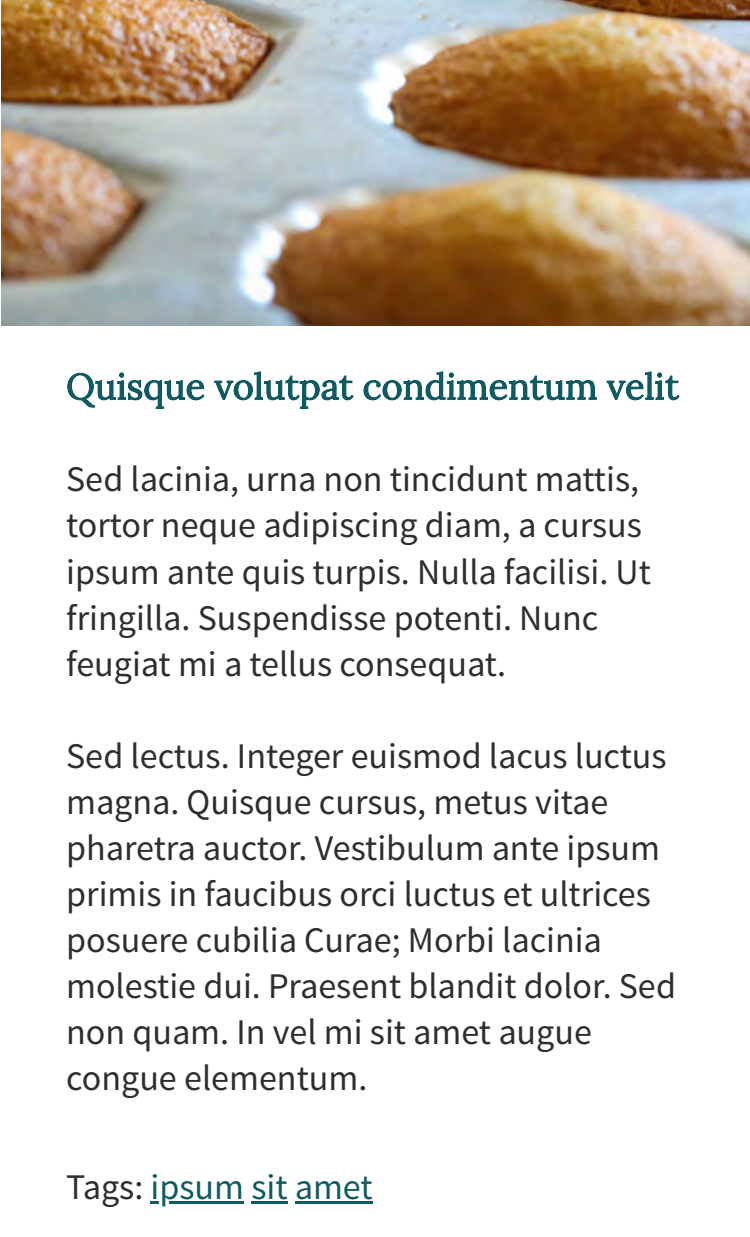 Quisque volutpat condimentum velit
Sed lacinia, urna non tincidunt mattis,
tortor neque adipiscing diam, a cursus
ipsum ante quis turpis. Nulla facilisi. Ut
fringilla. Suspendisse potenti. Nunc
feugiat mi a tellus consequat.
Sed lectus. Integer euismod lacus luctus
magna. Quisque cursus, metus vitae
pharetra auctor. Vestibulum ante ipsum
primis in faucibus orci luctus et ultrices
posuere cubilia Curae; Morbi lacinia
molestie dui. Praesent blandit dolor. Sed
non quam. In vel mi sit amet augue
congue elementum.
Tags: ipsum sit amet